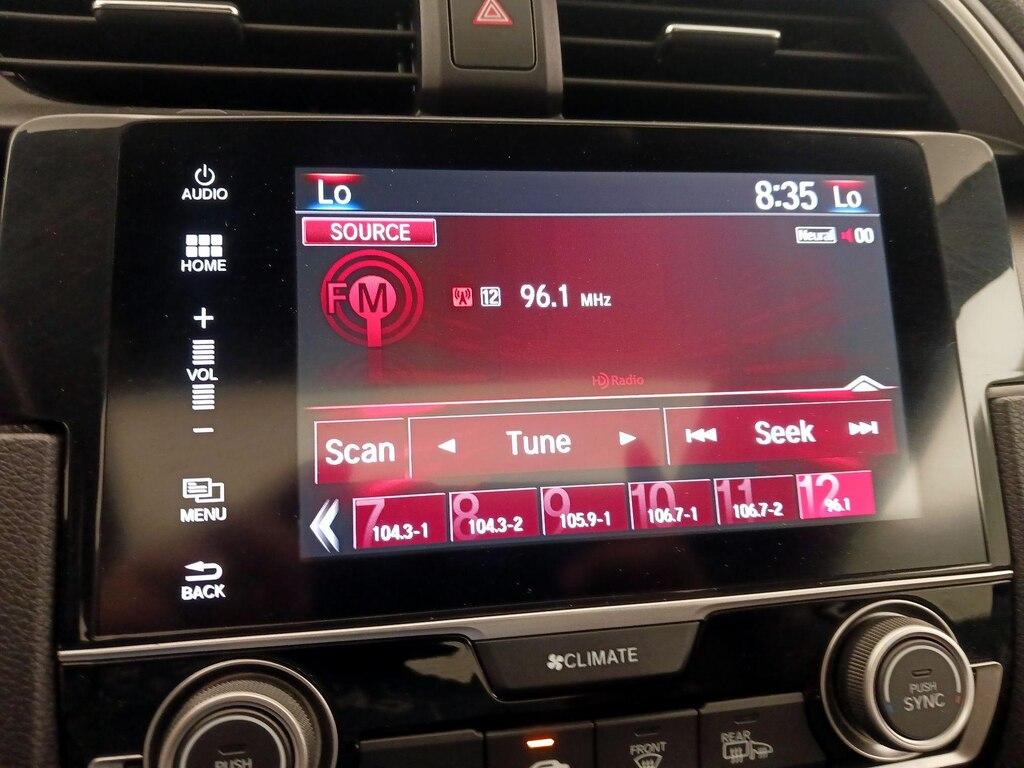 AUDIO
HOME
+
VOL
−
MENU
BACK
Lo
8:35
Lo
SOURCE
Neural
00
FM
12
96.1 MHz
HD Radio
Scan
Tune
Seek
7 104.3-1
8 104.3-2
9 105.9-1
10 106.7-1
11 106.7-2
12 96.1
CLIMATE
PUSH
SYNC
PUSH
FRONT
REAR